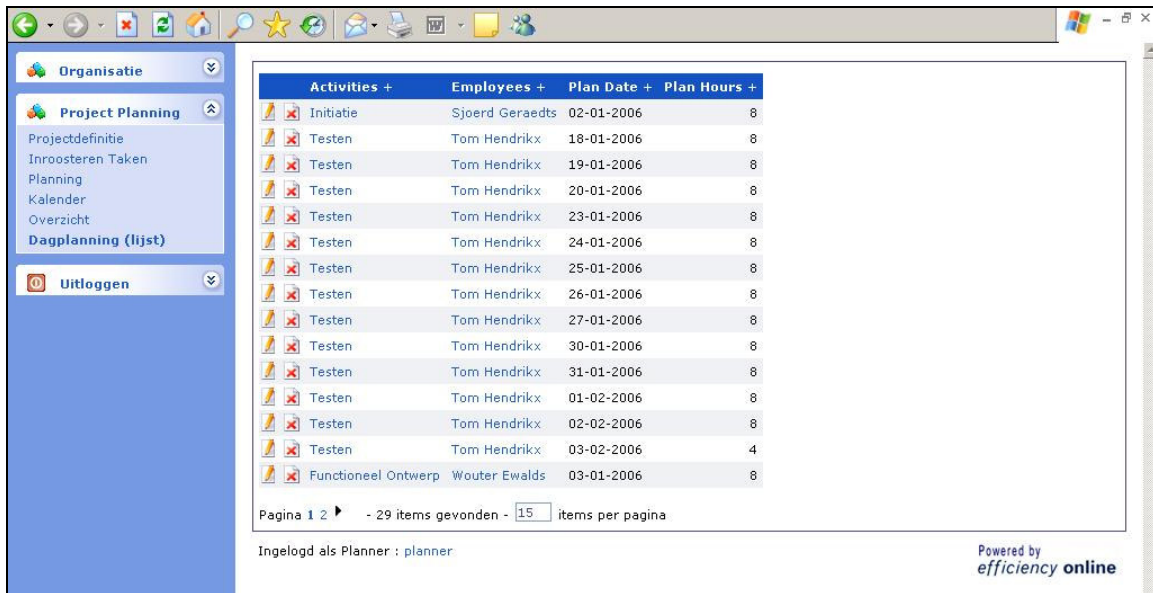 Organisatie
Project Planning
Projectdefinitie
Inroosteren Taken
Planning
Kalender
Overzicht
Dagplanning (lijst)
Uitloggen
Activities + Employees + Plan Date + Plan Hours +
Initiatie Sjoerd Geraedts 02-01-2006 8
Testen Tom Hendrikx 18-01-2006 8
Testen Tom Hendrikx 19-01-2006 8
Testen Tom Hendrikx 20-01-2006 8
Testen Tom Hendrikx 23-01-2006 8
Testen Tom Hendrikx 24-01-2006 8
Testen Tom Hendrikx 25-01-2006 8
Testen Tom Hendrikx 26-01-2006 8
Testen Tom Hendrikx 27-01-2006 8
Testen Tom Hendrikx 30-01-2006 8
Testen Tom Hendrikx 31-01-2006 8
Testen Tom Hendrikx 01-02-2006 8
Testen Tom Hendrikx 02-02-2006 8
Testen Tom Hendrikx 03-02-2006 4
Functioneel Ontwerp Wouter Ewalds 03-01-2006 8
Pagina 1 2 - 29 items gevonden - 15 items per pagina
Ingelogd als Planner : planner
Powered by
efficiency online